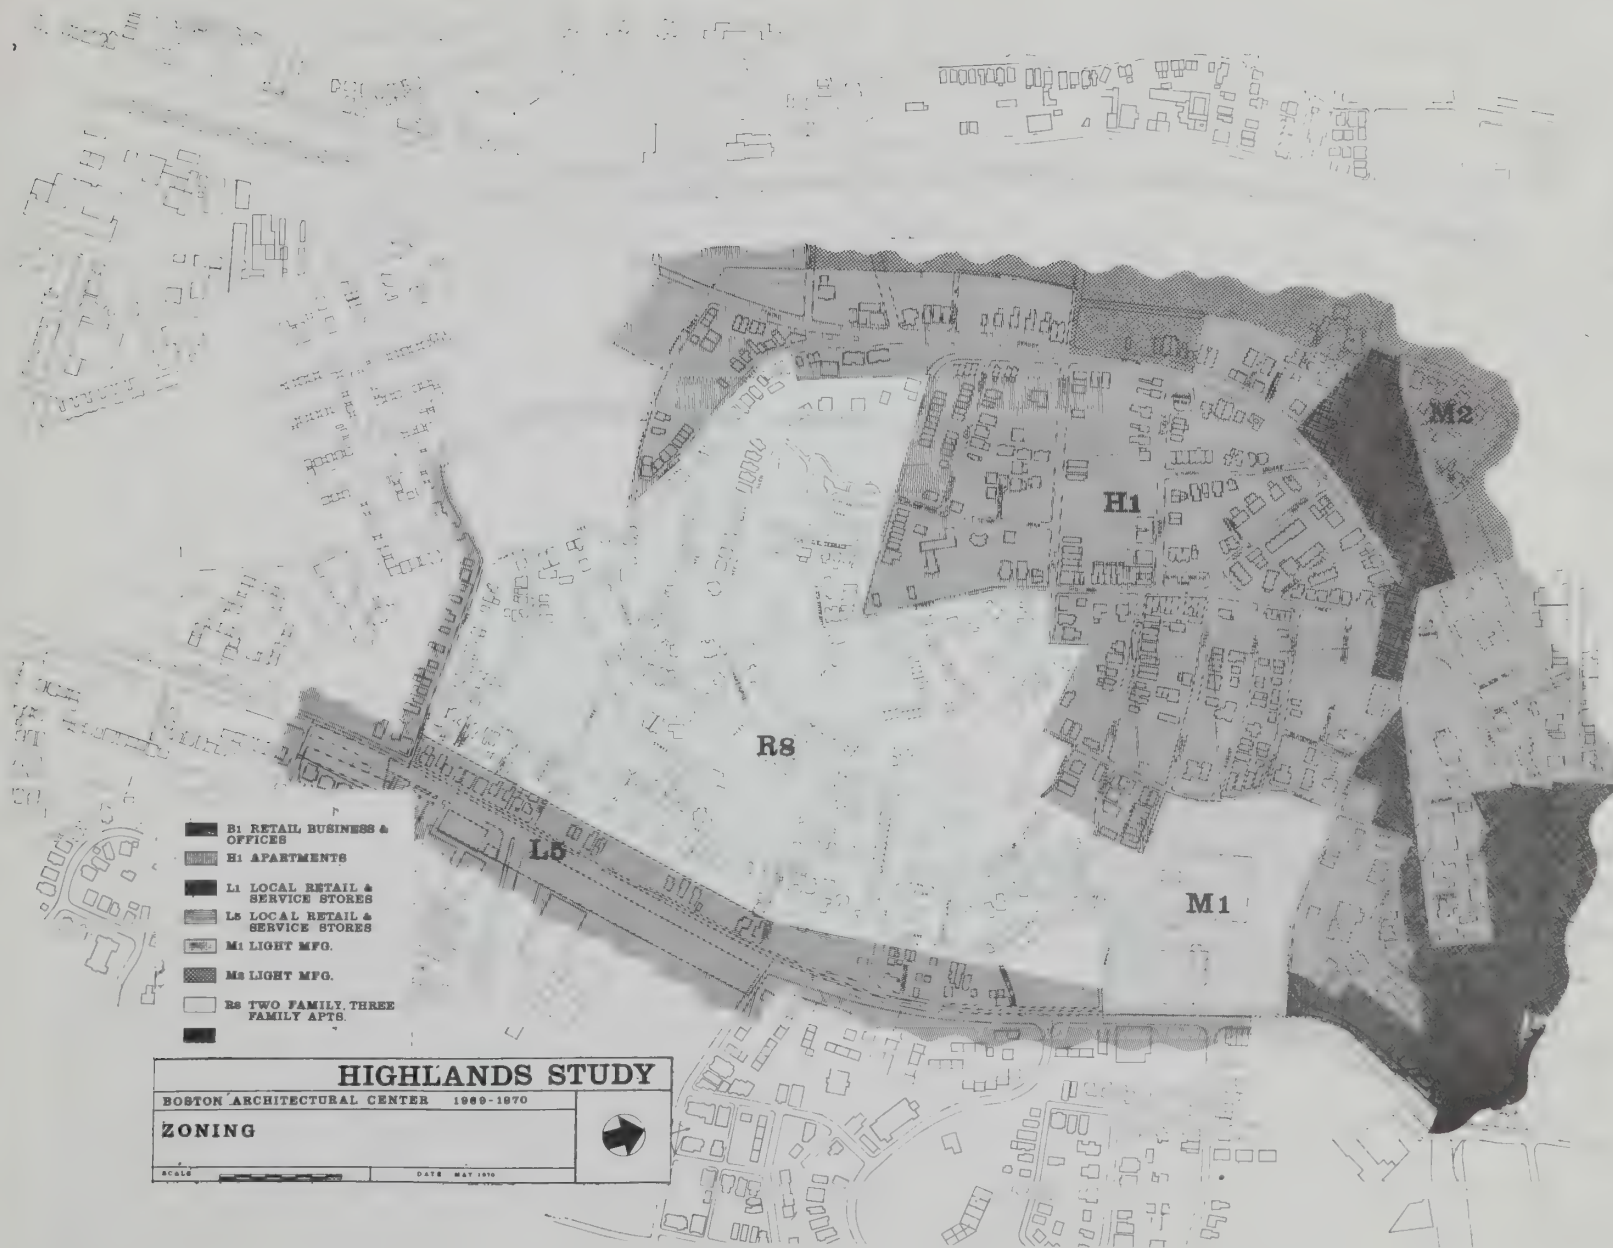 M2
H1
R8
L5
M1
B1 RETAIL BUSINESS &
OFFICES
H1 APARTMENTS
L1 LOCAL RETAIL &
SERVICE STORES
L5 LOCAL RETAIL &
SERVICE STORES
M1 LIGHT MFG.
M2 LIGHT MFG.
R8 TWO FAMILY, THREE
FAMILY APTS.
HIGHLANDS STUDY
BOSTON ARCHITECTURAL CENTER 1969-1970
ZONING
SCALE
DATE MAY 1970